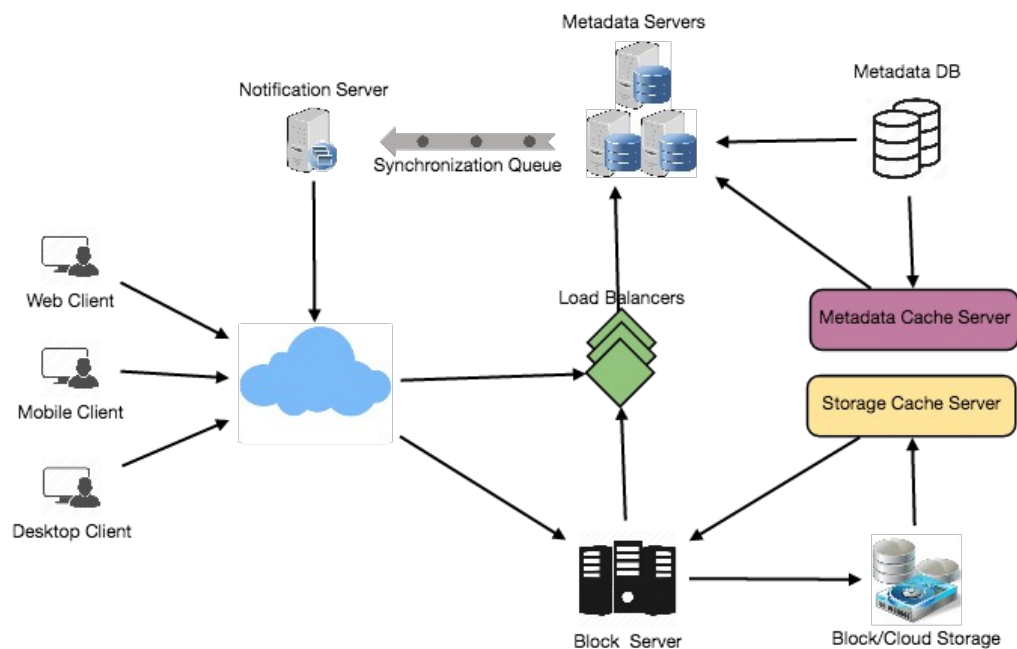 Metadata Servers
Metadata DB
Notification Server
Synchronization Queue
Web Client
Load Balancers
Metadata Cache Server
Mobile Client
Storage Cache Server
Desktop Client
Block Server
Block/Cloud Storage